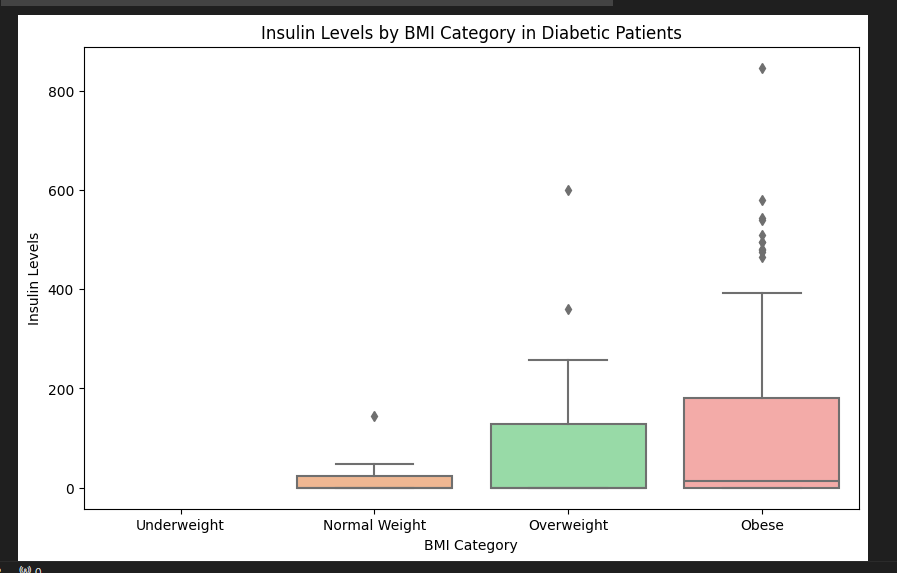 Insulin Levels by BMI Category in Diabetic Patients
800
600
400
200
0
Insulin Levels
Underweight Normal Weight Overweight Obese
BMI Category
0